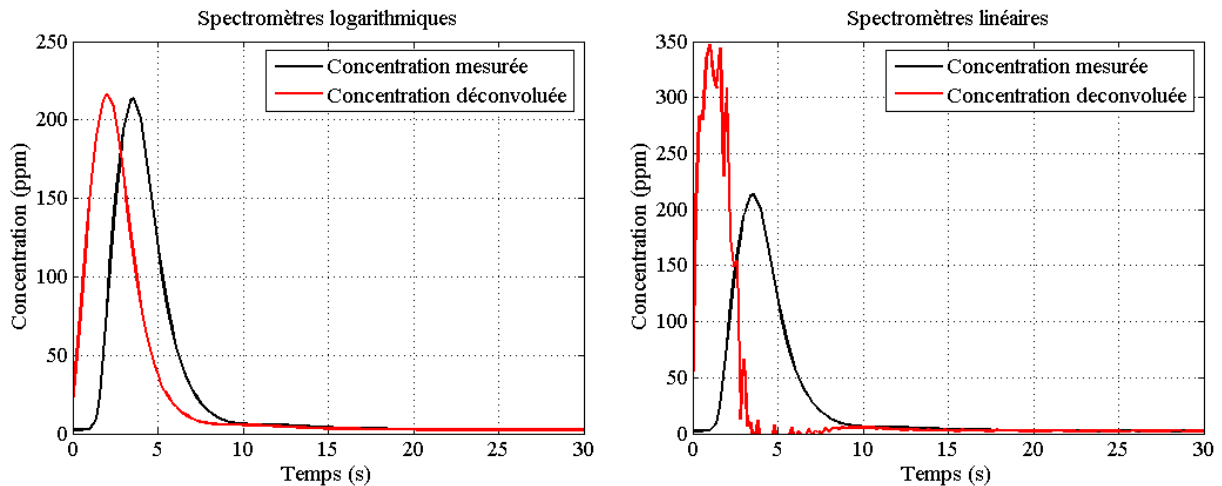 Spectromètres logarithmiques
250
200
150
100
50
0
0 5 10 15 20 25 30
Concentration (ppm)
Temps (s)
Concentration mesurée
Concentration déconvoluée
Spectromètres linéaires
350
300
250
200
150
100
50
0
0 5 10 15 20 25 30
Concentration (ppm)
Temps (s)
Concentration mesurée
Concentration deconvoluée